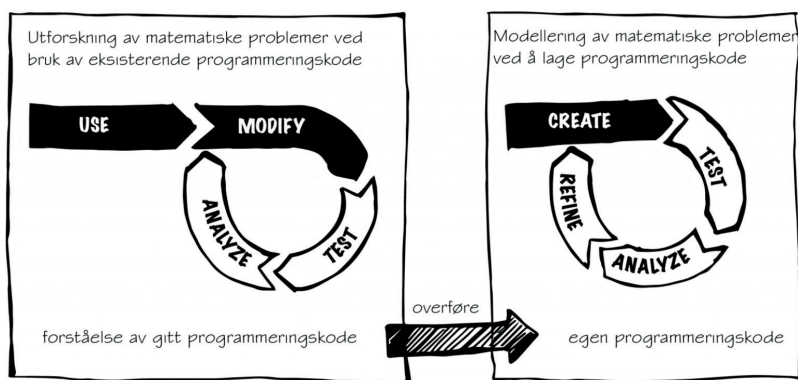 Utforskning av matematiske problemer ved
bruk av eksisterende programmeringskode
USE
MODIFY
TEST
ANALYZE
forståelse av gitt programmeringskode
overføre
Modellering av matematiske problemer
ved å lage programmeringskode
CREATE
TEST
ANALYZE
REFINE
egen programmeringskode